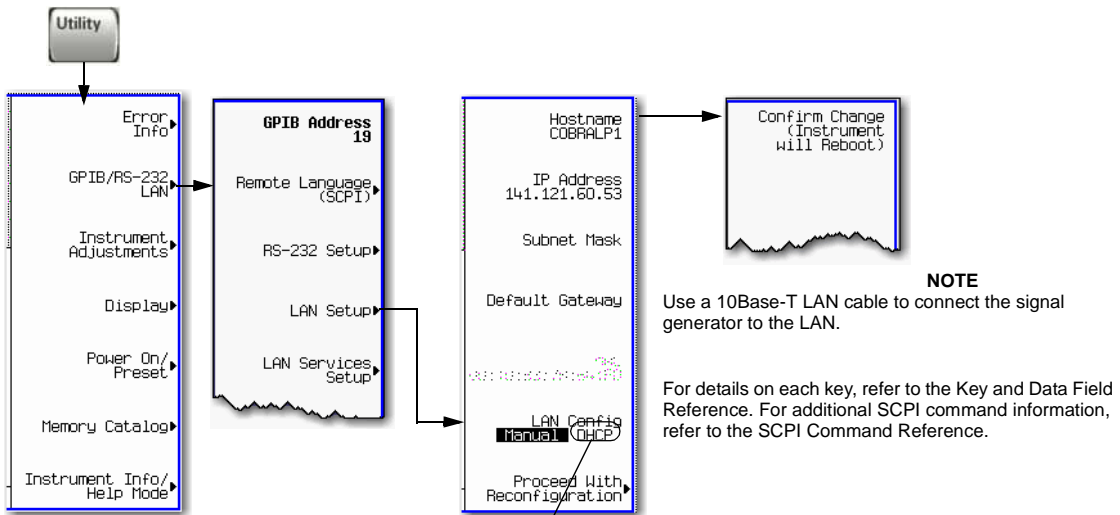 Utility
Error
Info
GPIB/RS-232
LAN
Instrument
Adjustments
Display
Power On/
Preset
Memory Catalog
Instrument Info/
Help Mode
GPIB Address
19
Remote Language
(SCPI)
RS-232 Setup
LAN Setup
LAN Services
Setup
Hostname
COBRALP1
IP Address
141.121.60.53
Subnet Mask
Default Gateway
LAN Config
Manual DHCP
Proceed With
Reconfiguration
Confirm Change
(Instrument
will Reboot)
NOTE
Use a 10Base-T LAN cable to connect the signal
generator to the LAN.
For details on each key, refer to the Key and Data Field
Reference. For additional SCPI command information,
refer to the SCPI Command Reference.